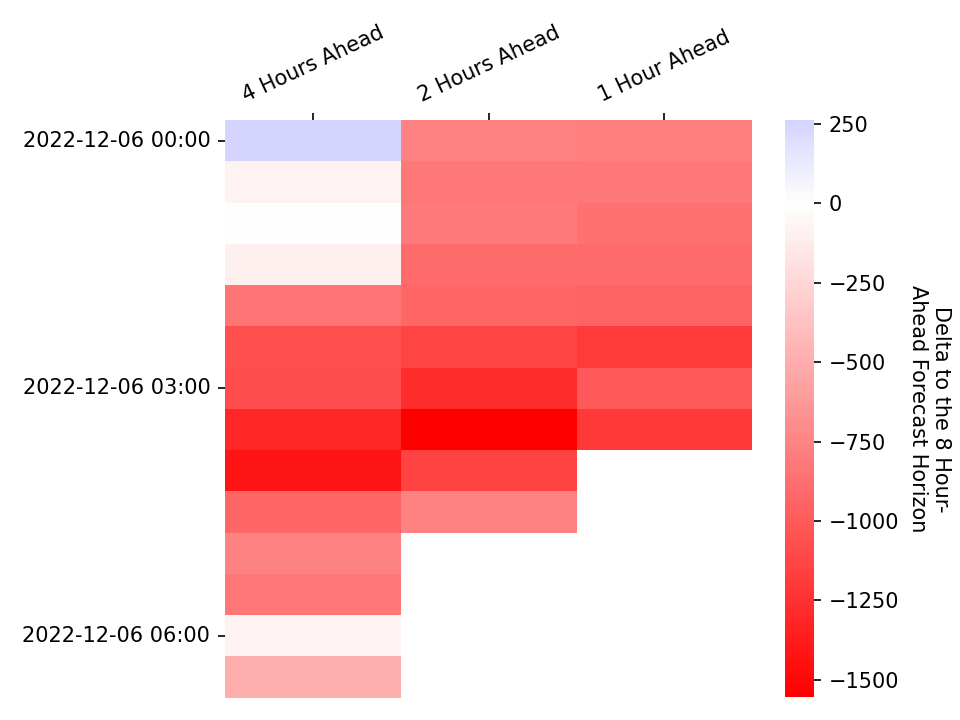 4 Hours Ahead
2 Hours Ahead
1 Hour Ahead
2022-12-06 00:00
2022-12-06 03:00
2022-12-06 06:00
250
0
−250
−500
−750
−1000
−1250
−1500
Delta to the 8 Hour-
Ahead Forecast Horizon